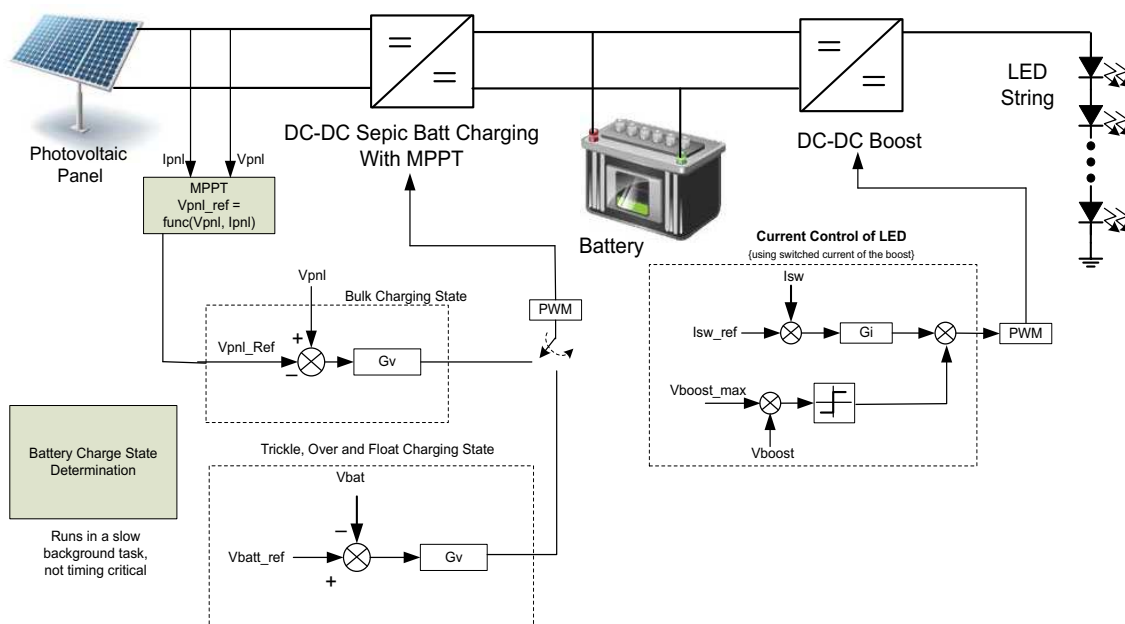 Photovoltaic
Panel
DC-DC Sepic Batt Charging
With MPPT
Battery
DC-DC Boost
LED
String
Ipnl
Vpnl
MPPT
Vpnl_ref =
func(Vpnl, Ipnl)
Vpnl
Bulk Charging State
+
Vpnl_Ref
−
Gv
PWM
Current Control of LED
{using switched current of the boost}
Isw
Isw_ref
Gi
PWM
Vboost_max
Vboost
Battery Charge State
Determination
Runs in a slow
background task,
not timing critical
Trickle, Over and Float Charging State
Vbat
−
Vbatt_ref
+
Gv